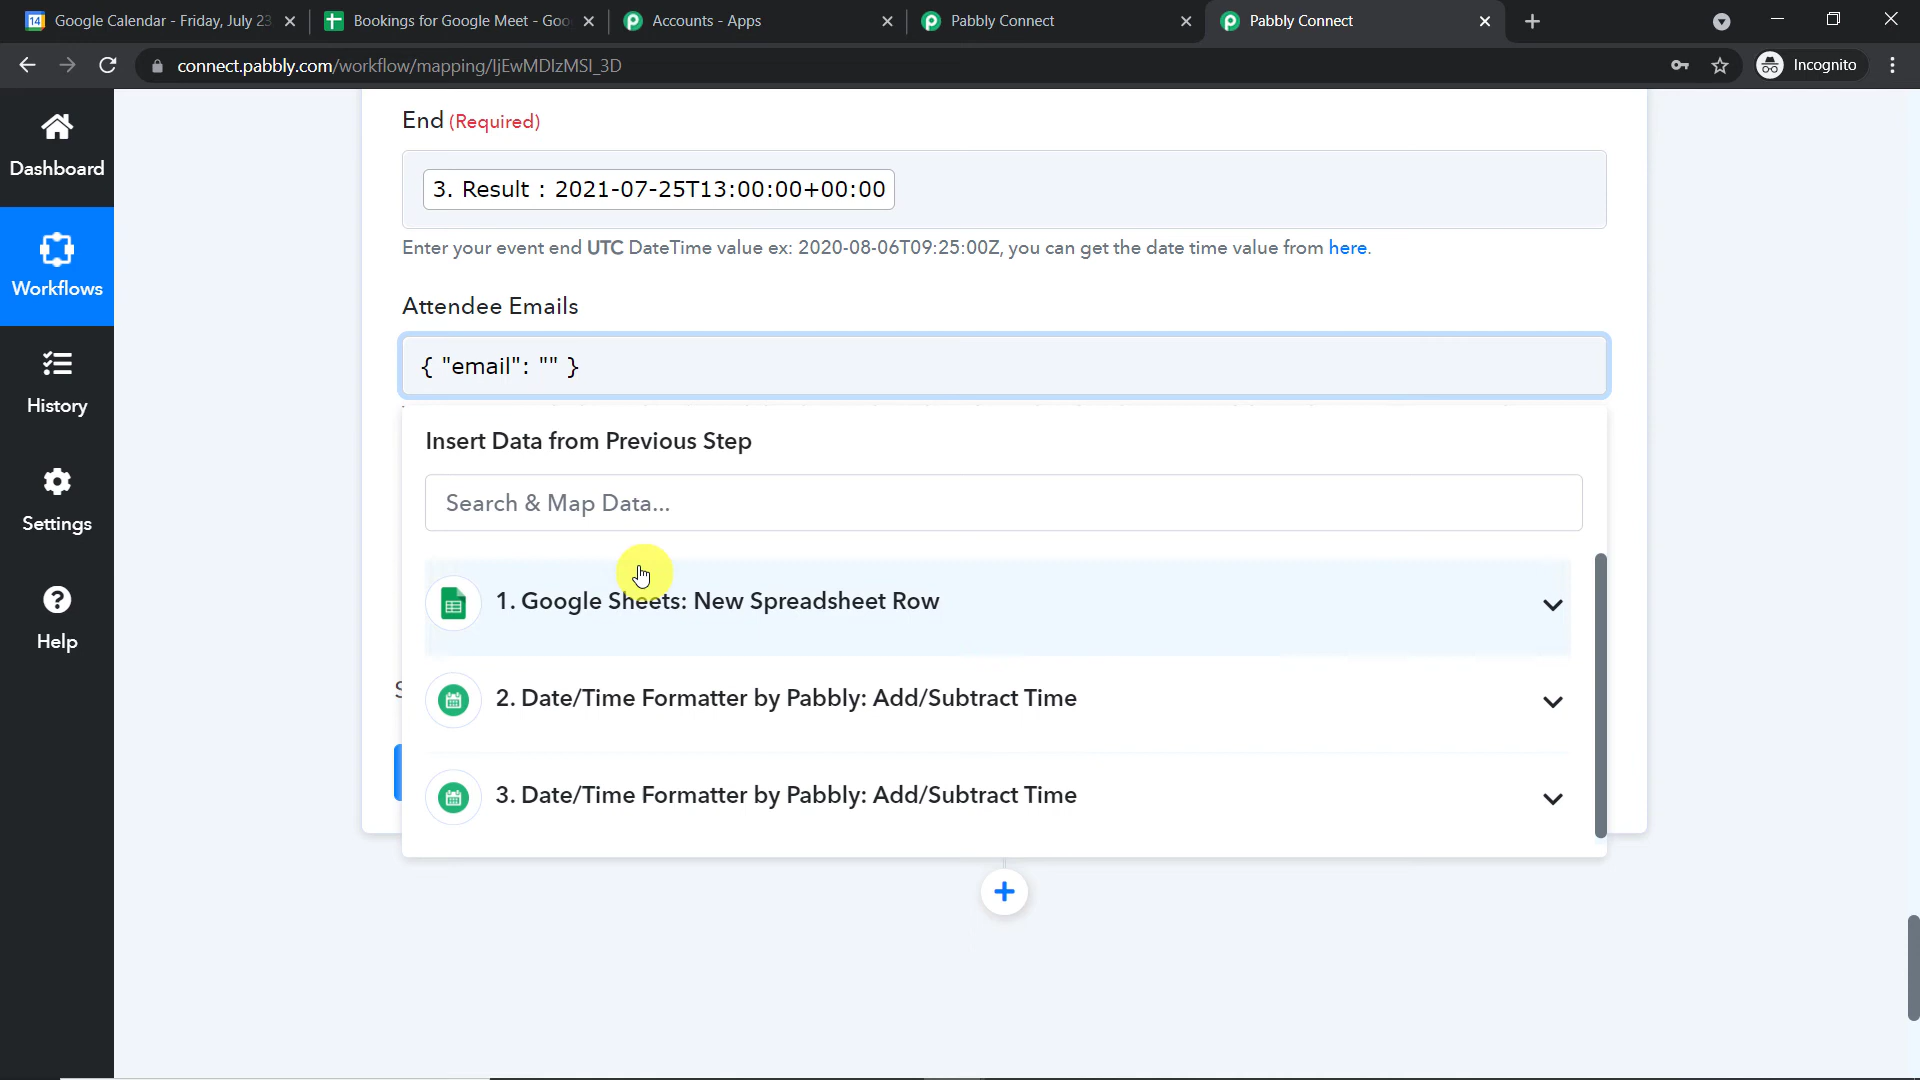 Google Calendar - Friday, July 23
Bookings for Google Meet - Goo
Accounts - Apps
Pabbly Connect
Pabbly Connect
connect.pabbly.com/workflow/mapping/IjEwMDIzMSI_3D
Incognito
Dashboard
Workflows
History
Settings
Help
End (Required)
3. Result : 2021-07-25T13:00:00+00:00
Enter your event end UTC DateTime value ex: 2020-08-06T09:25:00Z, you can get the date time value from here.
Attendee Emails
{ "email": "" }
Insert Data from Previous Step
Search & Map Data...
1. Google Sheets: New Spreadsheet Row
2. Date/Time Formatter by Pabbly: Add/Subtract Time
3. Date/Time Formatter by Pabbly: Add/Subtract Time